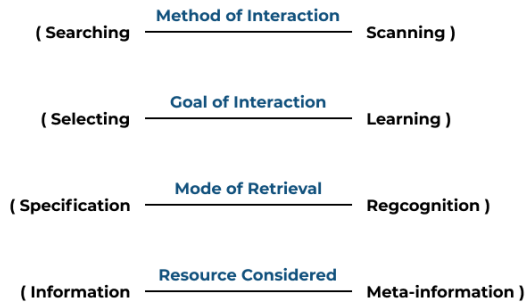 Method of Interaction
( Searching Scanning )
Goal of Interaction
( Selecting Learning )
Mode of Retrieval
( Specification Regcognition )
Resource Considered
( Information Meta-information )